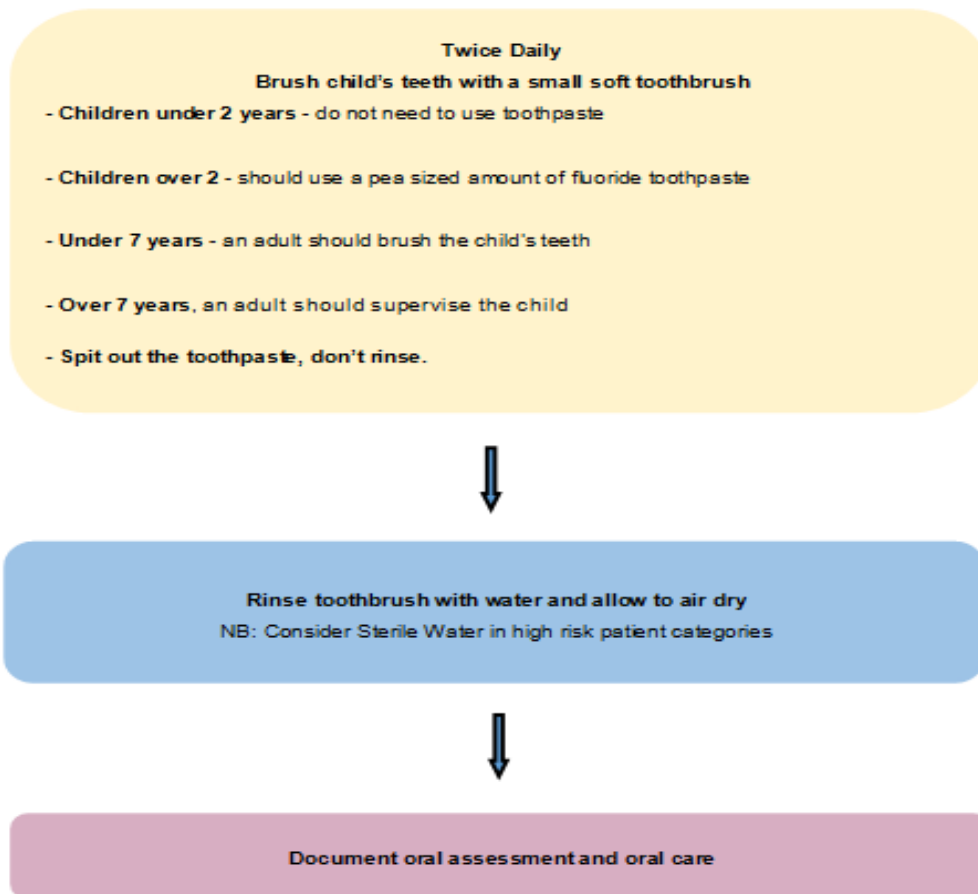 Twice Daily
Brush child's teeth with a small soft toothbrush
- Children under 2 years - do not need to use toothpaste
- Children over 2 - should use a pea sized amount of fluoride toothpaste
- Under 7 years - an adult should brush the child's teeth
- Over 7 years, an adult should supervise the child
- Spit out the toothpaste, don't rinse.
Rinse toothbrush with water and allow to air dry
NB: Consider Sterile Water in high risk patient categories
Document oral assessment and oral care